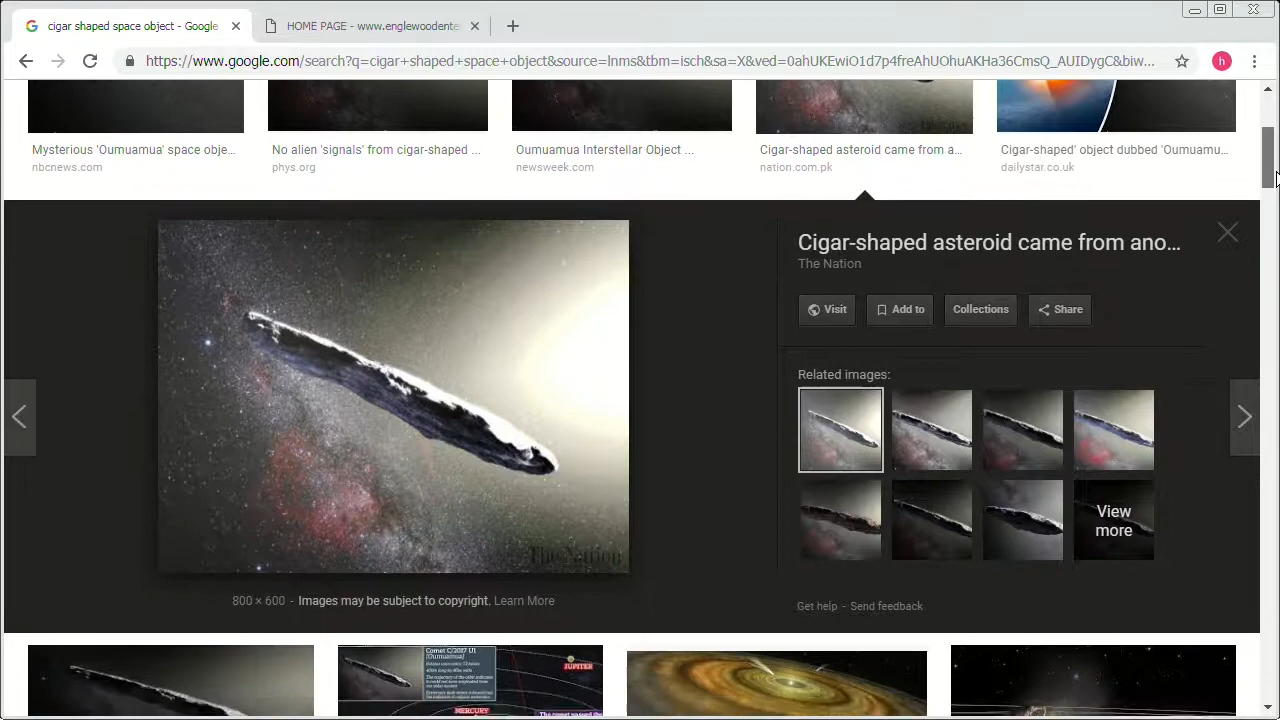 cigar shaped space object - Google
HOME PAGE - www.englewoodente
https://www.google.com/search?q=cigar+shaped+space+object&source=lnms&tbm=isch&sa=X&ved=0ahUKEwiO1d7p4freAhUOhuAKHa36CmsQ_AUIDygC&biw...
h
Mysterious 'Oumuamua' space obje...
No alien 'signals' from cigar-shaped ...
Oumuamua Interstellar Object ...
Cigar-shaped asteroid came from a...
Cigar-shaped' object dubbed 'Oumuamu...
nbcnews.com
phys.org
newsweek.com
nation.com.pk
dailystar.co.uk
Cigar-shaped asteroid came from ano...
The Nation
Visit
Add to
Collections
Share
Related images:
View
more
The Nation
800 × 600 - Images may be subject to copyright. Learn More
Get help - Send feedback
Comet C/2017 U1
(Oumuamua)
JUPITER
MERCURY